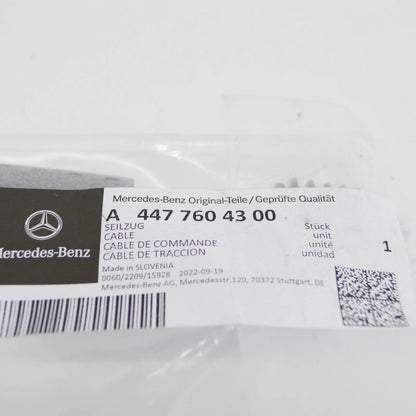 Mercedes-Benz Original-Teile/Geprüfte Qualität
A 447 760 43 00
SEILZUG Stück
CABLE unit
CABLE DE COMMANDE unité 1
CABLE DE TRACCION unidad
Mercedes-Benz
Made in SLOVENIA 2022-09-19
0060/2209/15928
Mercedes-Benz AG, Mercedesstr.120, 70372 Stuttgart, DE